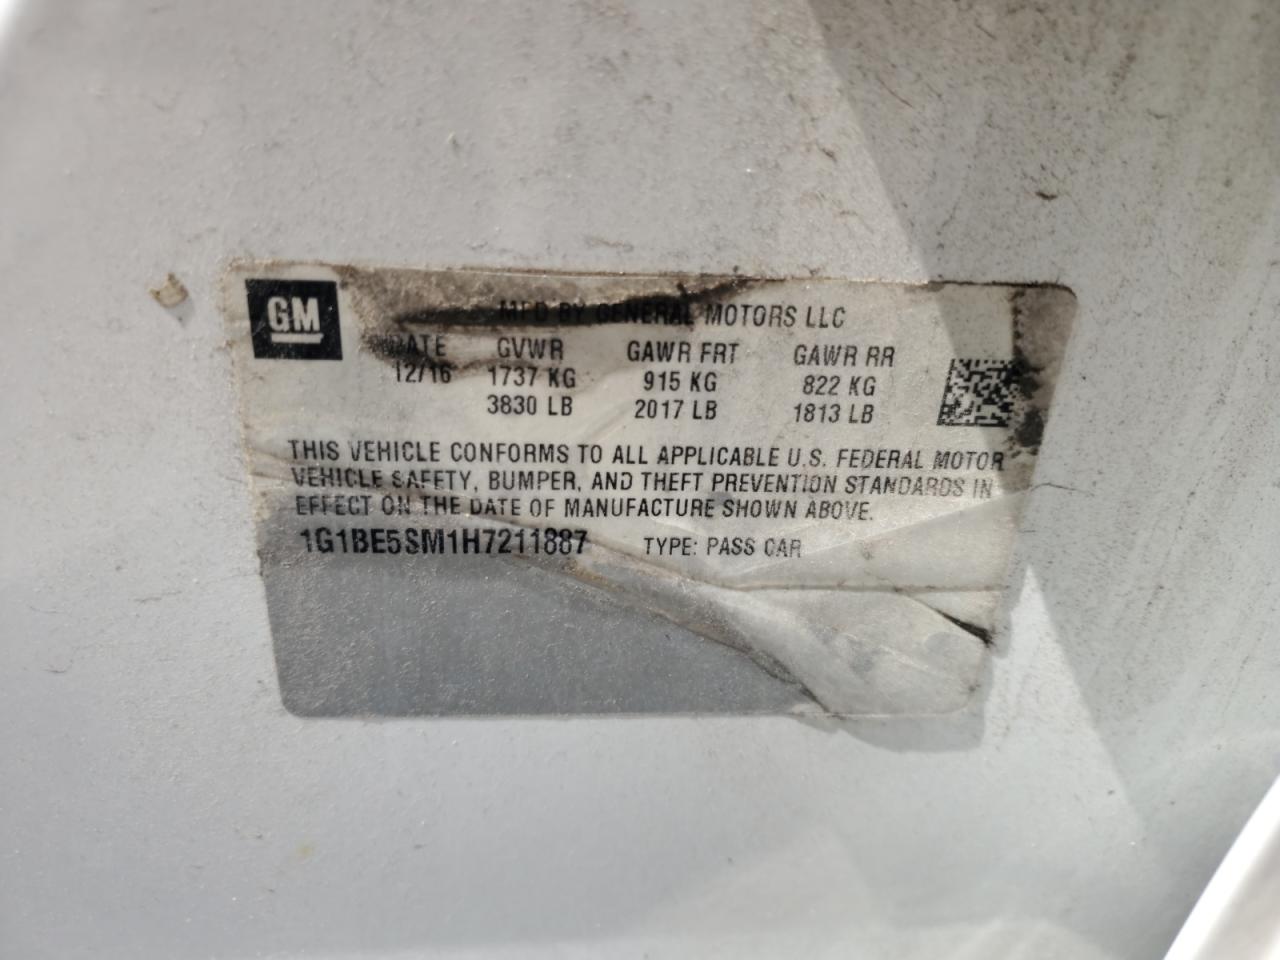 GM
MFD BY GENERAL MOTORS LLC
DATE GVWR GAWR FRT GAWR RR
12/16 1737 KG 915 KG 822 KG
3830 LB 2017 LB 1813 LB
THIS VEHICLE CONFORMS TO ALL APPLICABLE U.S. FEDERAL MOTOR
VEHICLE SAFETY, BUMPER, AND THEFT PREVENTION STANDARDS IN
EFFECT ON THE DATE OF MANUFACTURE SHOWN ABOVE.
1G1BE5SM1H7211887 TYPE: PASS CAR